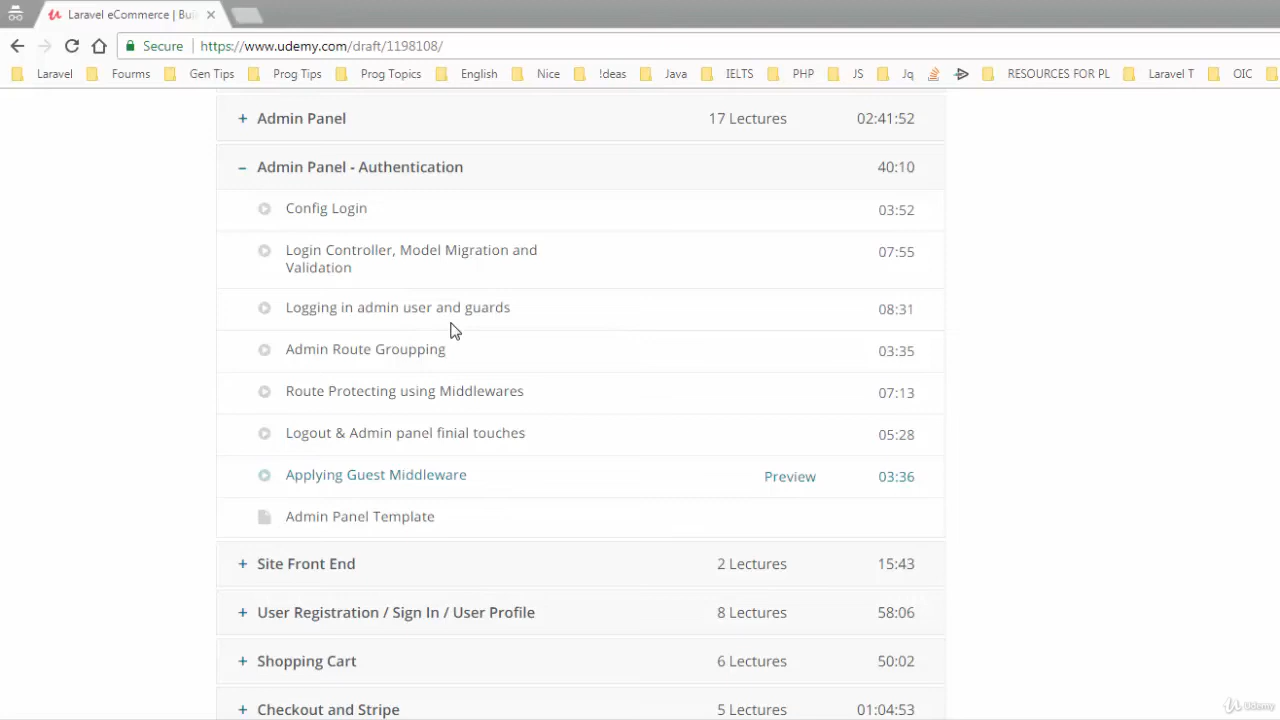 Laravel eCommerce | Bui
Secure https://www.udemy.com/draft/1198108/
Laravel Fourms Gen Tips Prog Tips Prog Topics English Nice !deas Java IELTS PHP JS Jq RESOURCES FOR PL Laravel T OIC
+ Admin Panel 17 Lectures 02:41:52
– Admin Panel - Authentication 40:10
Config Login 03:52
Login Controller, Model Migration and 07:55
Validation
Logging in admin user and guards 08:31
Admin Route Groupping 03:35
Route Protecting using Middlewares 07:13
Logout & Admin panel finial touches 05:28
Applying Guest Middleware Preview 03:36
Admin Panel Template
+ Site Front End 2 Lectures 15:43
+ User Registration / Sign In / User Profile 8 Lectures 58:06
+ Shopping Cart 6 Lectures 50:02
+ Checkout and Stripe 5 Lectures 01:04:53
Udemy